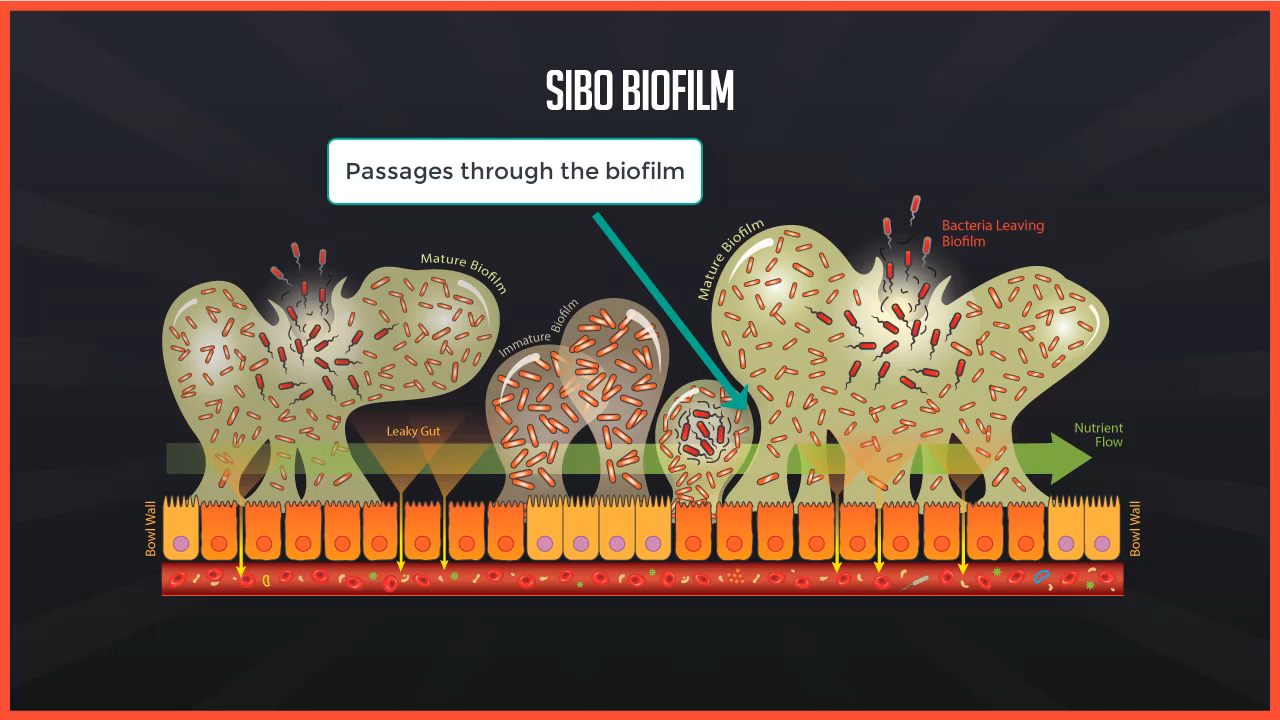 SIBO BIOFILM
Passages through the biofilm
Mature Biofilm
Immature Biofilm
Mature Biofilm
Bacteria Leaving
Biofilm
Leaky Gut
Nutrient
Flow
Bowl Wall
Bowl Wall